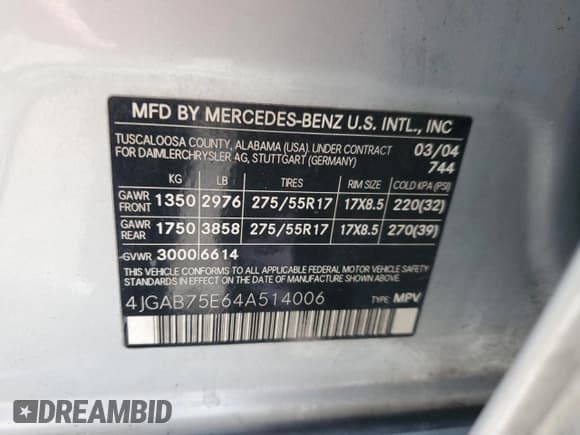 MFD BY MERCEDES-BENZ U.S. INTL., INC
TUSCALOOSA COUNTY, ALABAMA (USA) UNDER CONTRACT
FOR DAIMLERCHRYSLER AG, STUTTGART (GERMANY)
03/04
744
KG LB TIRES RIM SIZE COLD KPA (PSI)
GAWR FRONT 1350 2976 275/55R17 17X8.5 220(32)
GAWR REAR 1750 3858 275/55R17 17X8.5 270(39)
GVWR 3000 6614
THIS VEHICLE CONFORMS TO ALL APPLICABLE FEDERAL MOTOR VEHICLE SAFETY
STANDARDS IN EFFECT ON THE DATE OF MANUFACTURE SHOWN ABOVE.
4JGAB75E64A514006 TYPE: MPV
DREAMBID